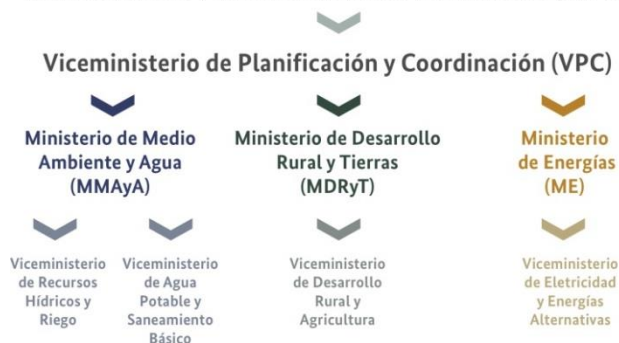 Viceministerio de Planificación y Coordinación (VPC)
Ministerio de Medio
Ambiente y Agua
(MMAyA)
Ministerio de Desarrollo
Rural y Tierras
(MDRyT)
Ministerio
de Energías
(ME)
Viceministerio
de Recursos
Hídricos y
Riego
Viceministerio
de Agua
Potable y
Saneamiento
Básico
Viceministerio
de Desarrollo
Rural y
Agricultura
Viceministerio
de Eletricidad
y Energías
Alternativas